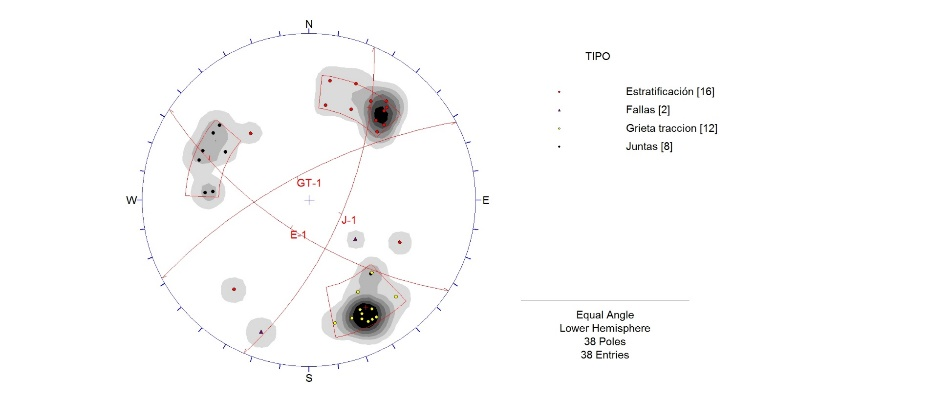 N
TIPO
Estratificación [16]
Fallas [2]
Grieta traccion [12]
Juntas [8]
GT-1
W
E
J-1
E-1
Equal Angle
Lower Hemisphere
38 Poles
38 Entries
S